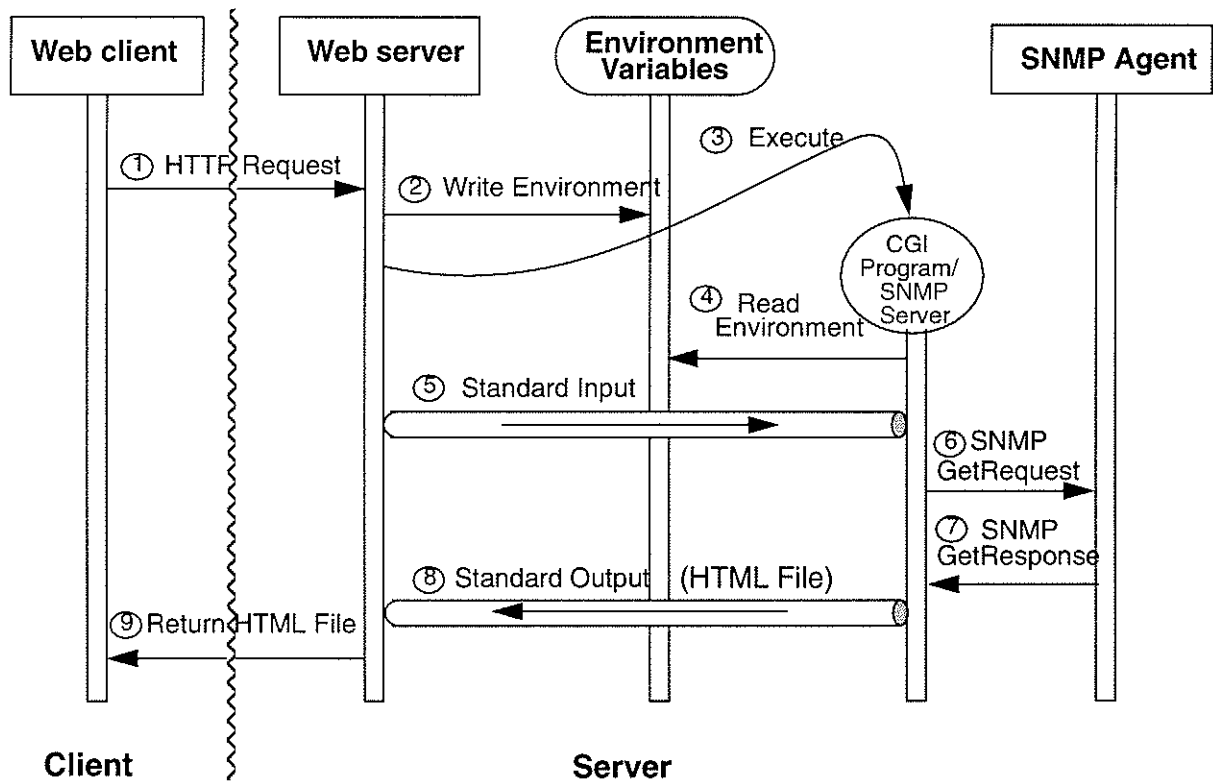 Web client
Web server
Environment
Variables
SNMP Agent
① HTTP Request
② Write Environment
③ Execute
CGI
Program/
SNMP
Server
④ Read
Environment
⑤ Standard Input
⑥ SNMP
GetRequest
⑦ SNMP
GetResponse
⑧ Standard Output (HTML File)
⑨ Return HTML File
Client
Server